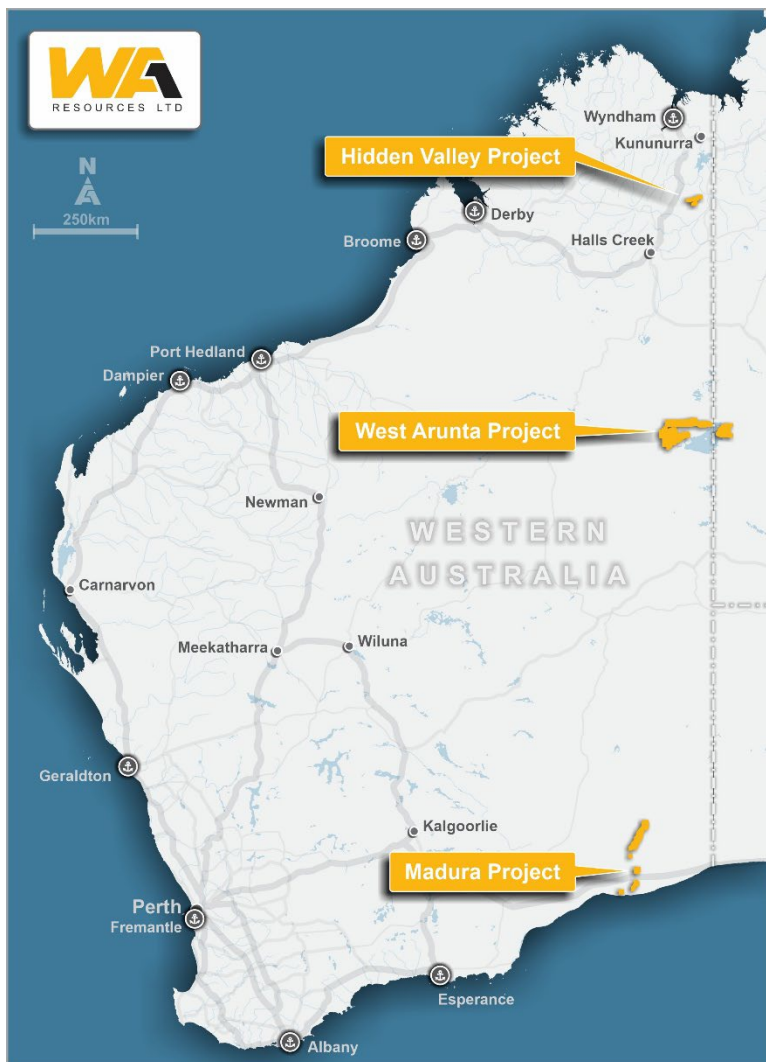 WA
RESOURCES LTD
N
250km
Wyndham
Kununurra
Hidden Valley Project
Derby
Broome
Halls Creek
Port Hedland
Dampier
West Arunta Project
Newman
WESTERN
AUSTRALIA
Carnarvon
Meekatharra
Wiluna
Geraldton
Kalgoorlie
Madura Project
Perth
Fremantle
Esperance
Albany